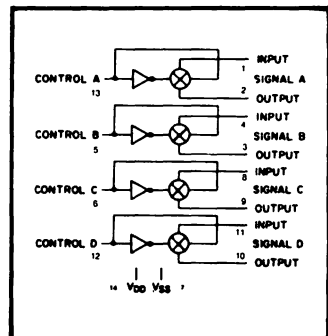 INPUT
1
CONTROL A SIGNAL A
13
2
OUTPUT
INPUT
4
CONTROL B SIGNAL B
5
3
OUTPUT
INPUT
8
CONTROL C SIGNAL C
6
9
OUTPUT
INPUT
11
CONTROL D SIGNAL D
12
10
OUTPUT
14 VDD VSS 7